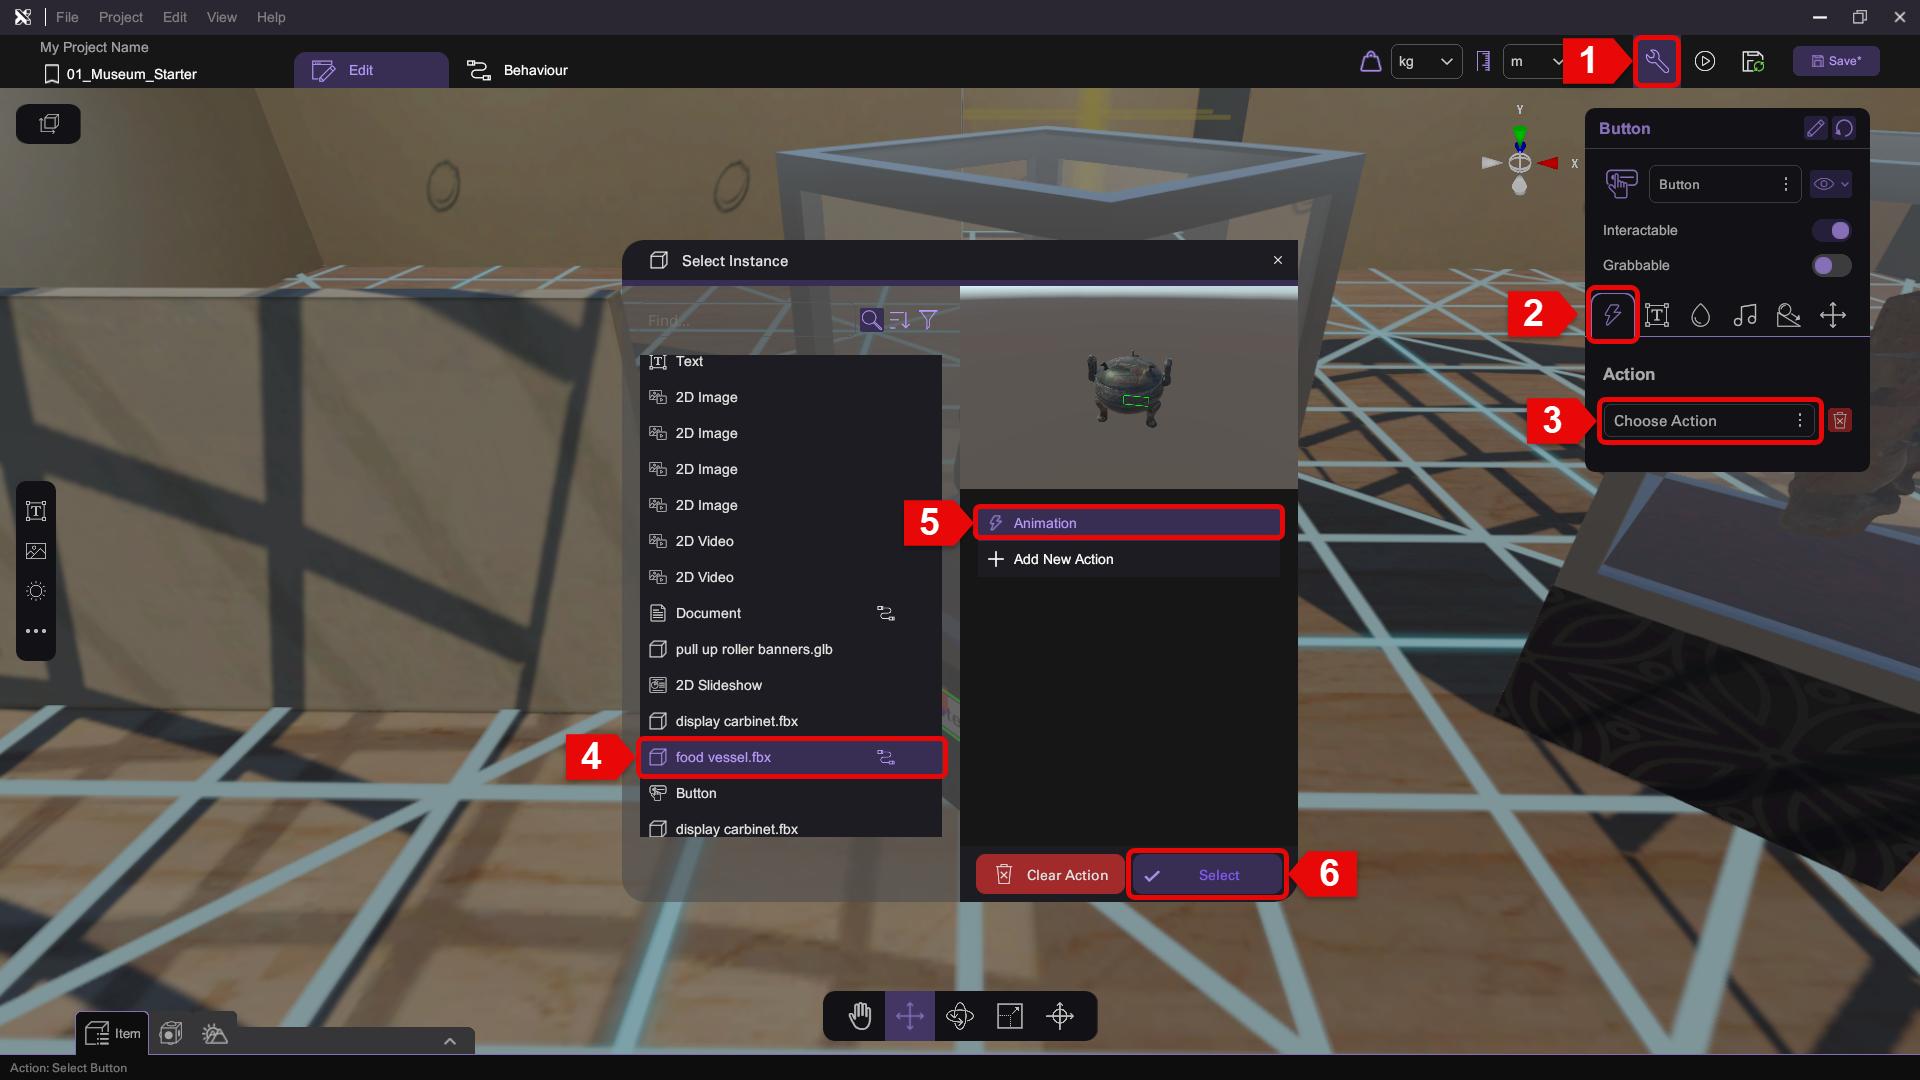 File Project Edit View Help
My Project Name
01_Museum_Starter
Edit
Behaviour
kg
m
1
Save*
Y
X
Button
Button
Interactable
Grabbable
2
Action
3
Choose Action
Select Instance
Find...
Text
2D Image
2D Image
2D Image
2D Image
2D Video
2D Video
Document
pull up roller banners.glb
2D Slideshow
display carbinet.fbx
4
food vessel.fbx
Button
display carbinet.fbx
5
Animation
Add New Action
Clear Action
Select
6
Item
Action: Select Button